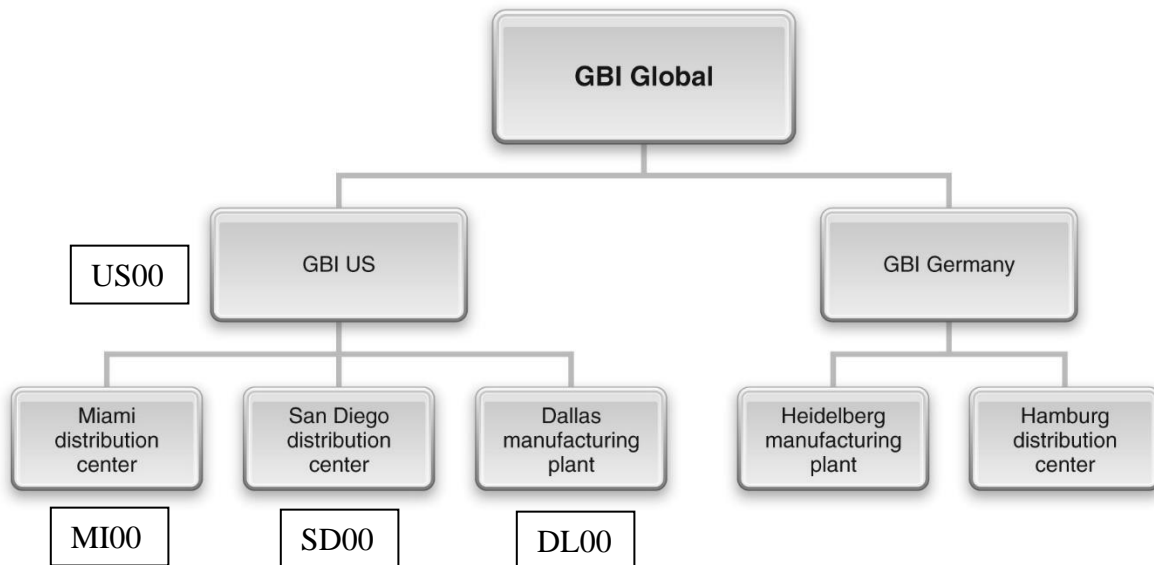 GBI Global
GBI US
GBI Germany
US00
Miami
distribution
center
San Diego
distribution
center
Dallas
manufacturing
plant
Heidelberg
manufacturing
plant
Hamburg
distribution
center
MI00
SD00
DL00